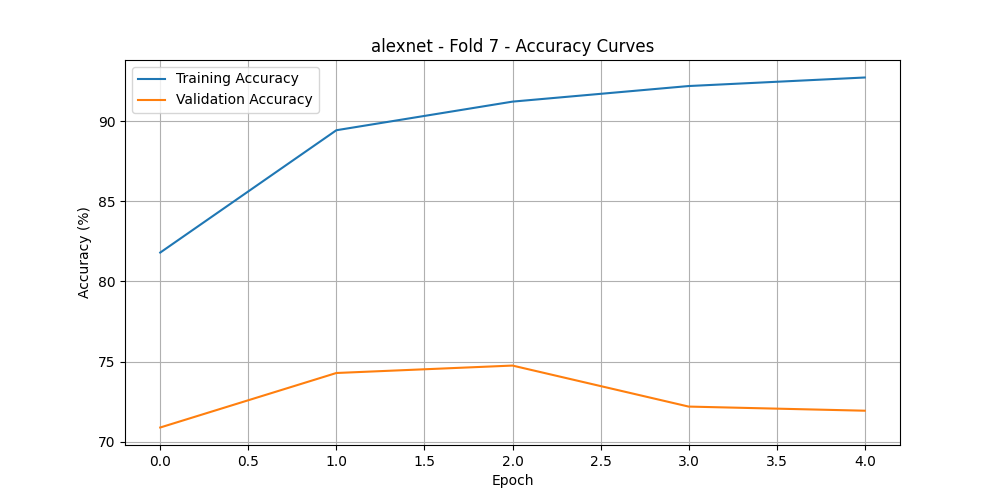 alexnet - Fold 7 - Accuracy Curves
Training Accuracy
Validation Accuracy
90
85
80
75
70
Accuracy (%)
0.0 0.5 1.0 1.5 2.0 2.5 3.0 3.5 4.0
Epoch